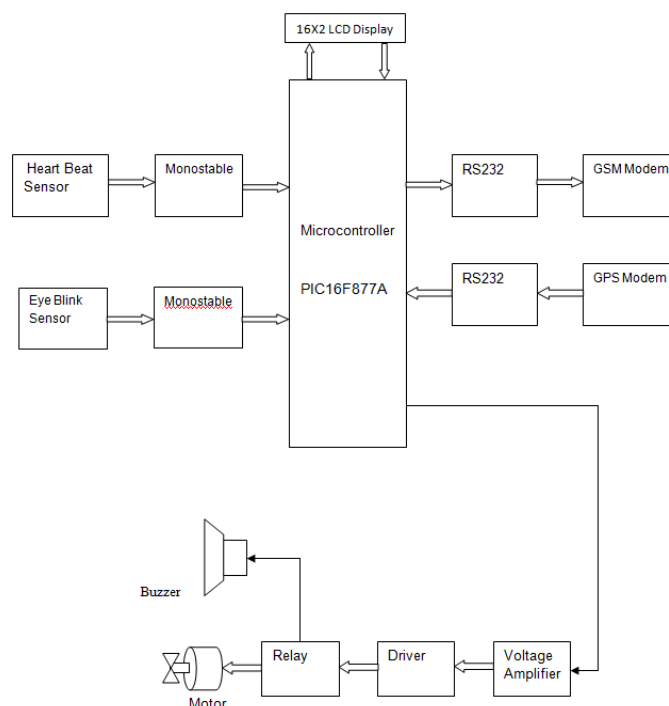 16X2 LCD Display
Heart Beat
Sensor
Monostable
RS232
GSM Modem
Microcontroller
PIC16F877A
Eye Blink
Sensor
Monostable
RS232
GPS Modem
Buzzer
Relay
Driver
Voltage
Amplifier
Motor